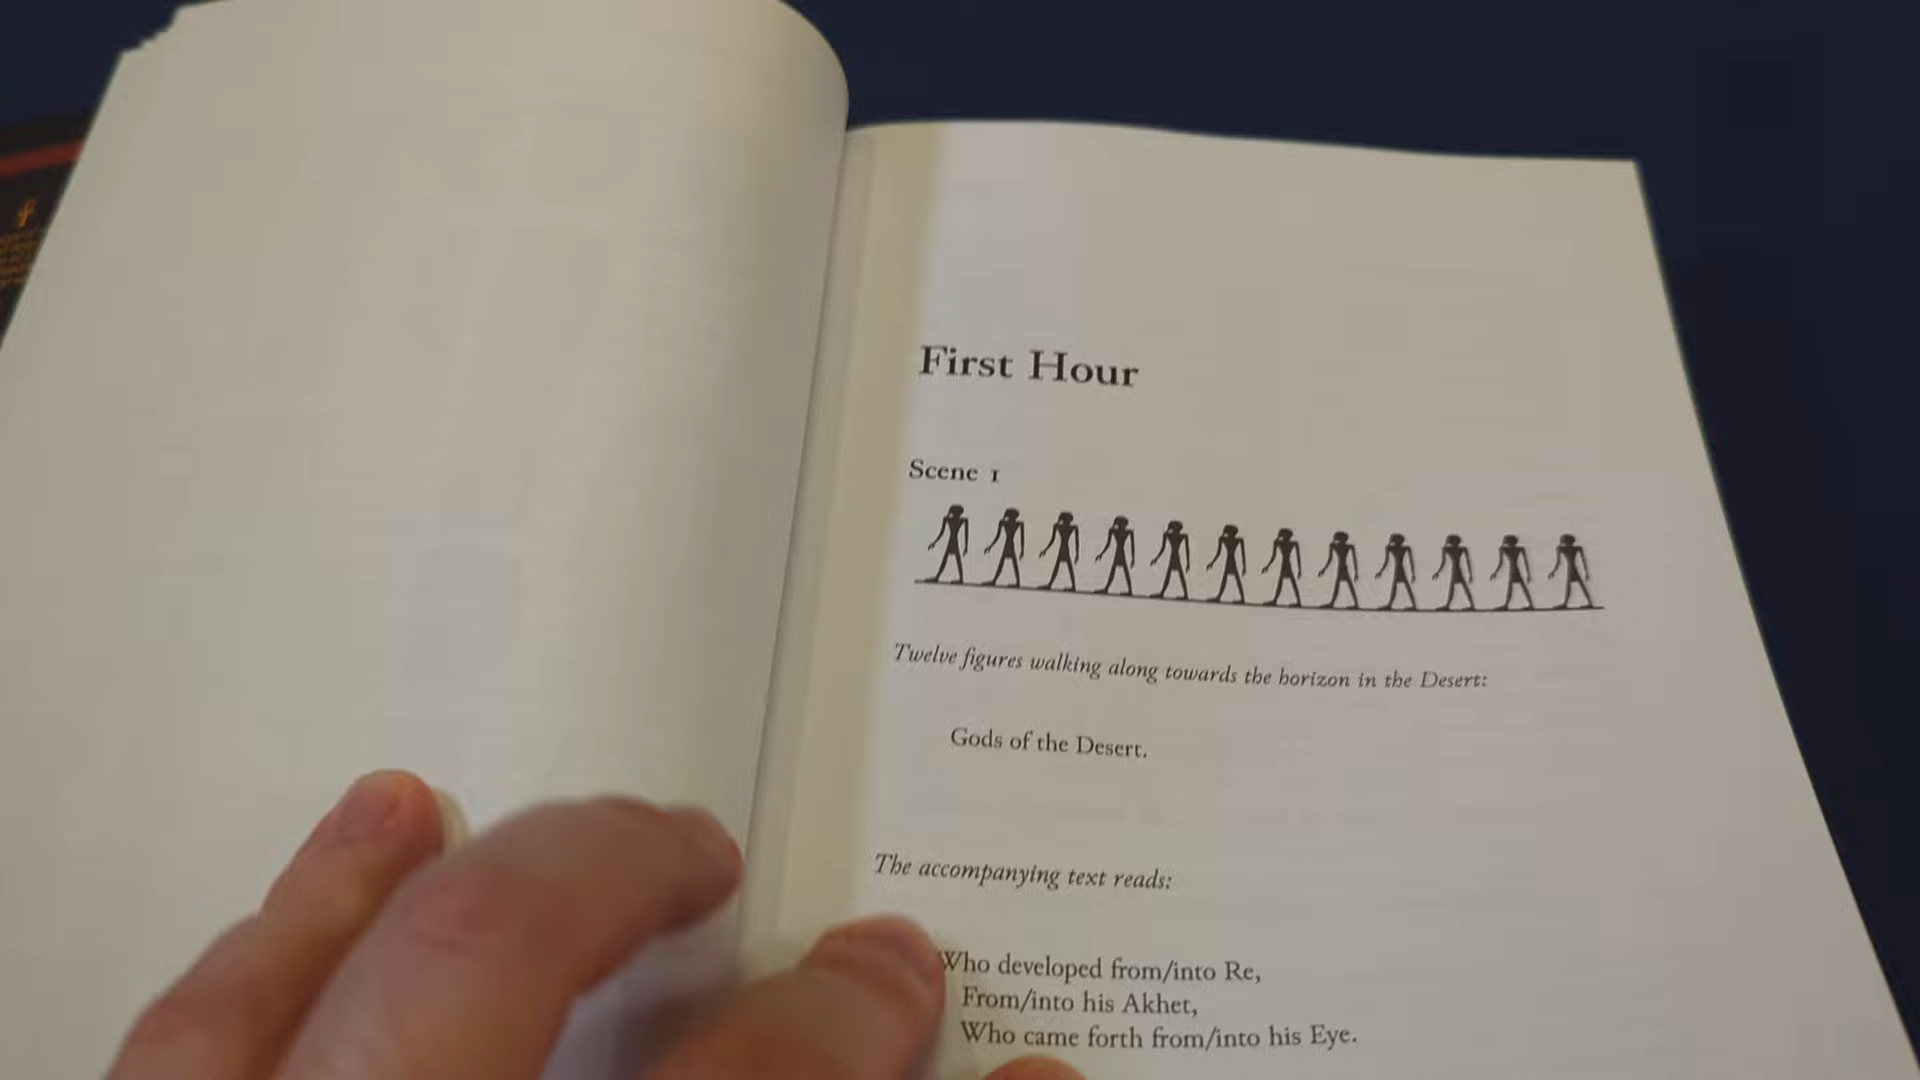 First Hour
Scene 1
Twelve figures walking along towards the horizon in the Desert:
Gods of the Desert.
The accompanying text reads:
Who developed from/into Re,
From/into his Akhet,
Who came forth from/into his Eye.